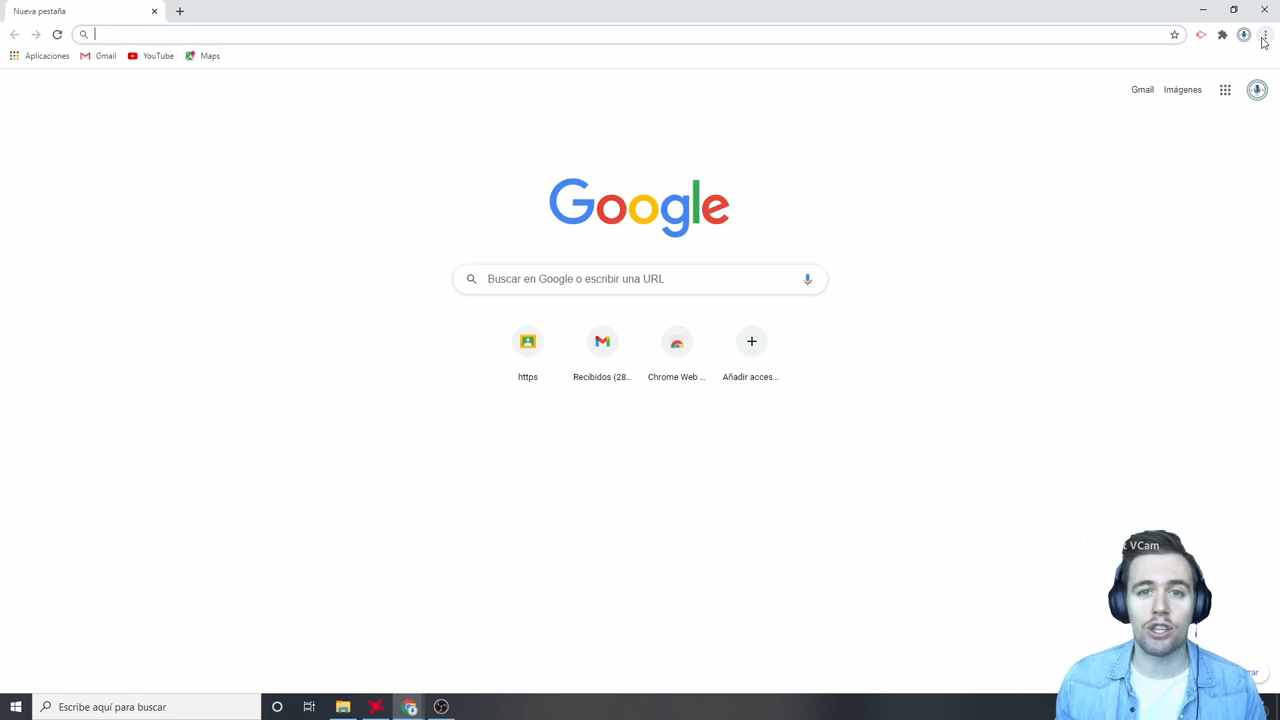 Nueva pestaña
Aplicaciones Gmail YouTube Maps
Gmail Imágenes
Google
Buscar en Google o escribir una URL
https Recibidos (28... Chrome Web ... Añadir acces...
VCam
Escribe aquí para buscar